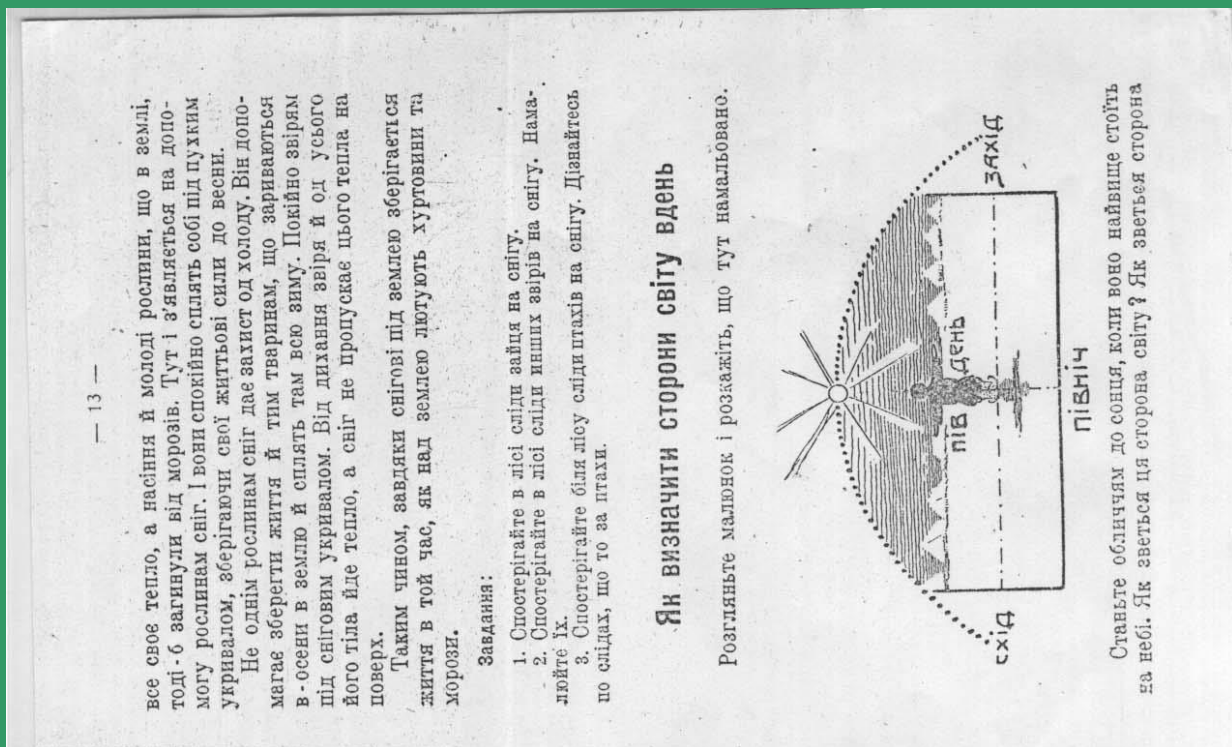 — 13 —
все своє тепло, а насіння й молоді рослини, що в землі,
тоді-б загинули від морозів. Тут і з'являється на допо-
могу рослинам сніг. І вони спокійно сплять собі під пухким
укривалом, зберігаючи свої життьові сили до весни.
Не одним рослинам сніг дає захист од холоду. Він допо-
магає зберегти життя й тим тваринам, що зариваються
в-осени в землю й сплять там всю зиму. Покійно звірям
під сніговим укривалом. Від дихання звіря й од усього
його тіла йде тепло, а сніг не пропускає цього тепла на
поверх.
Таким чином, завдяки снігові під землею зберігається
життя в той час, як над землею лютують хуртовини та
морози.
Завдання:
1. Спостерігайте в лісі сліди зайця на снігу.
2. Спостерігайте в лісі сліди инших звірів на снігу. Нама-
люйте їх.
3. Спостерігайте біля лісу сліди птахів на снігу. Дізнайтесь
по слідах, що то за птахи.
Як визначити сторони світу вдень
Розгляньте малюнок і розкажіть, що тут намальовано.
ПІВ ДЕНЬ
СХІД
ЗАХІД
ПІВНІЧ
Станьте обличчям до сонця, коли воно найвище стоїть
на небі. Як зветься ця сторона світу? Як зветься сторона